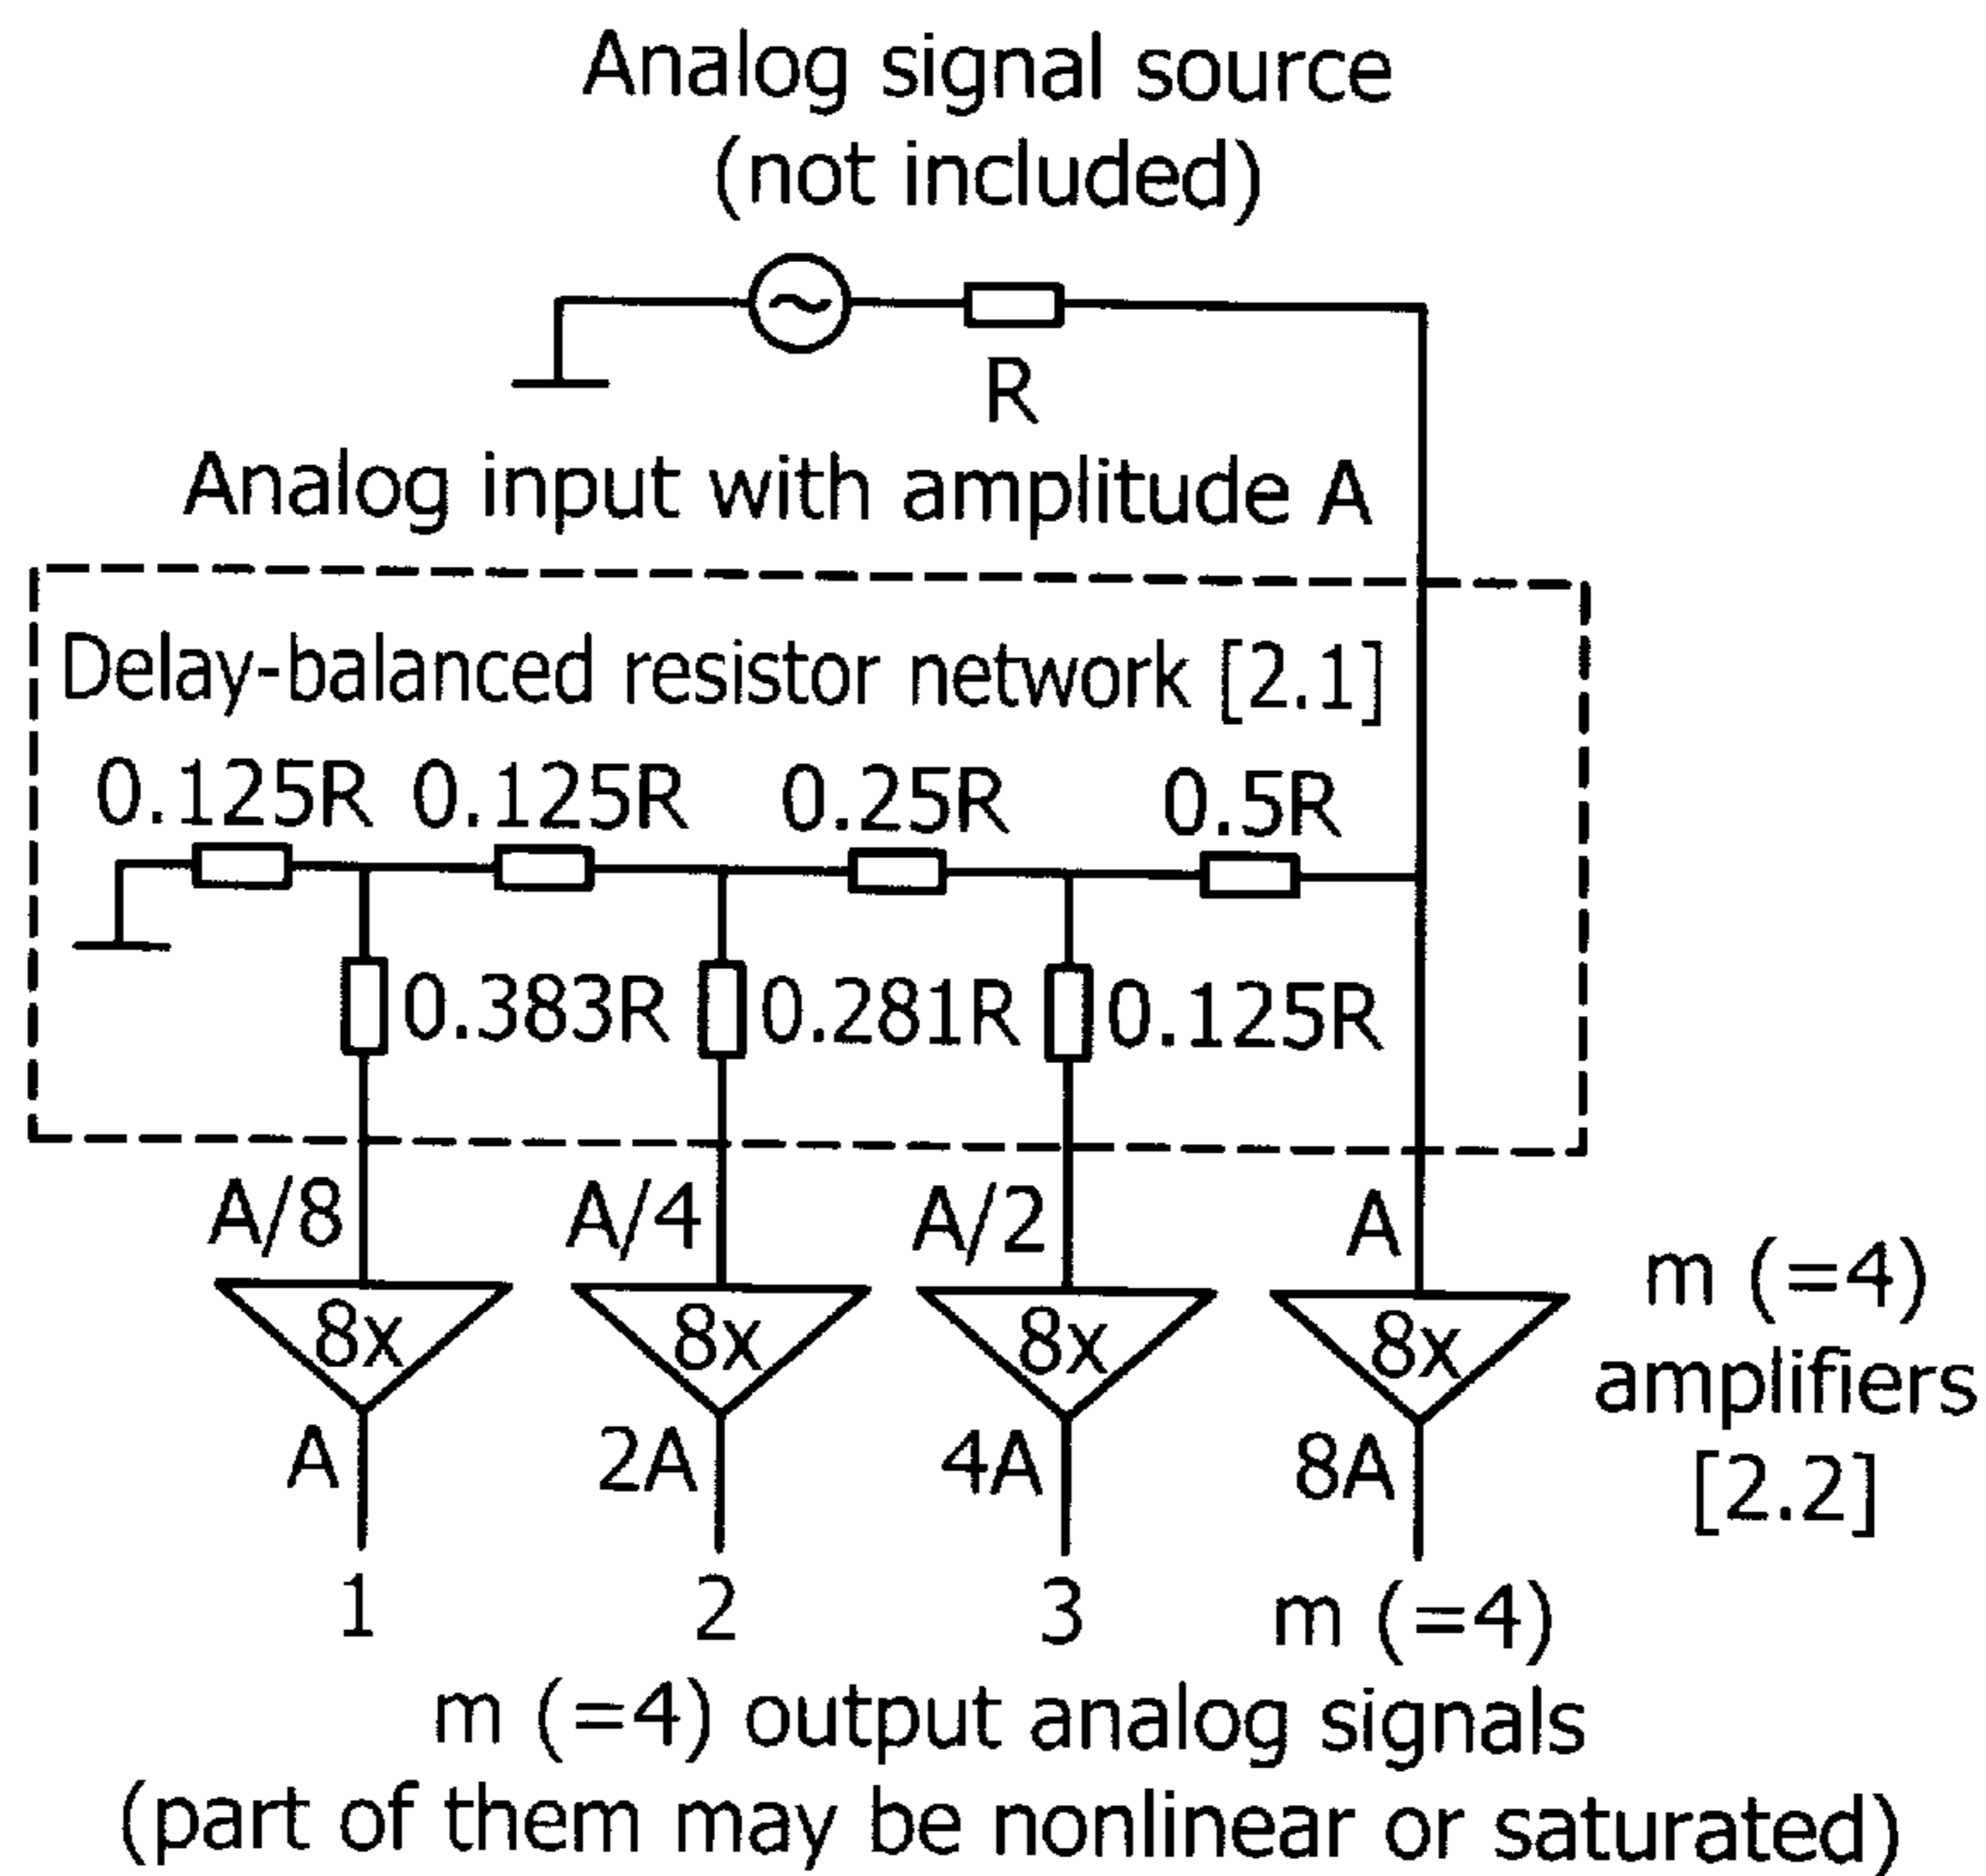 Analog signal source
(not included)
R
Analog input with amplitude A
Delay-balanced resistor network [2.1]
0.125R 0.125R 0.25R 0.5R
0.383R 0.281R 0.125R
A/8 A/4 A/2 A
8x 8x 8x 8x
m (=4)
amplifiers
[2.2]
A 2A 4A 8A
1 2 3 m (=4)
m (=4) output analog signals
(part of them may be nonlinear or saturated)